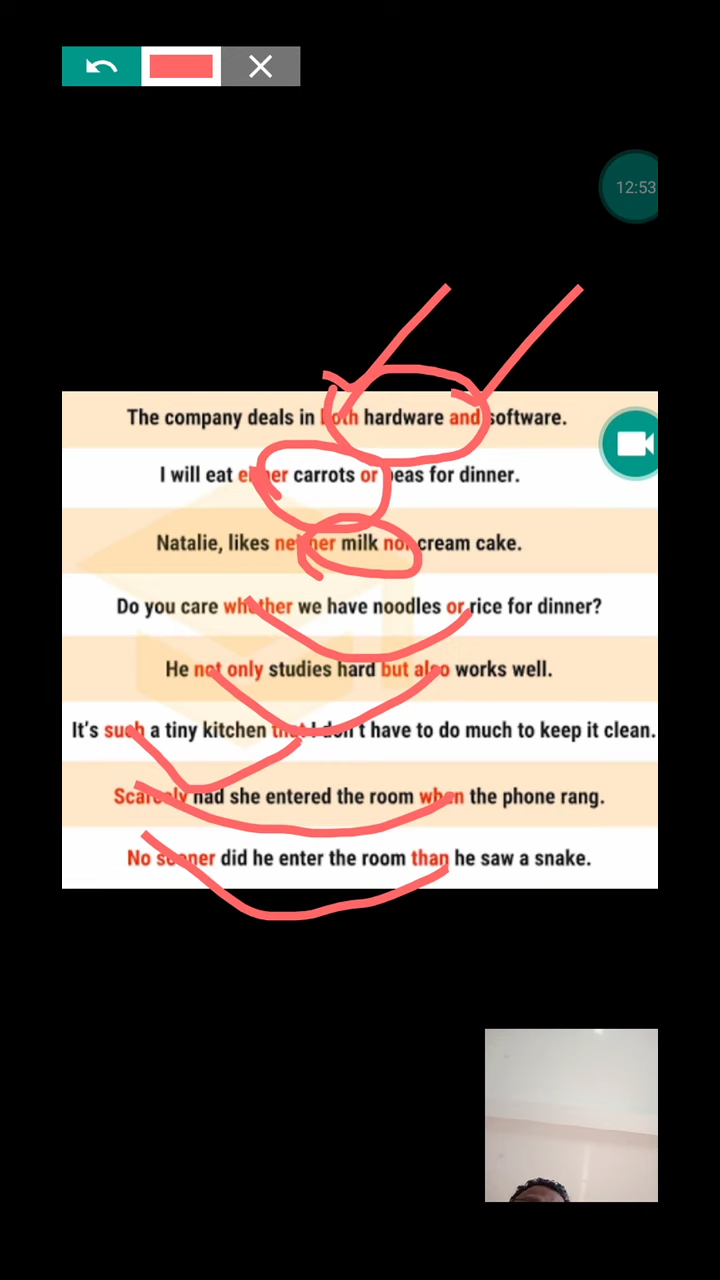 12:53
The company deals in both hardware and software.
I will eat either carrots or peas for dinner.
Natalie, likes neither milk nor cream cake.
Do you care whether we have noodles or rice for dinner?
He not only studies hard but also works well.
It's such a tiny kitchen that I don't have to do much to keep it clean.
Scarcely had she entered the room when the phone rang.
No sooner did he enter the room than he saw a snake.